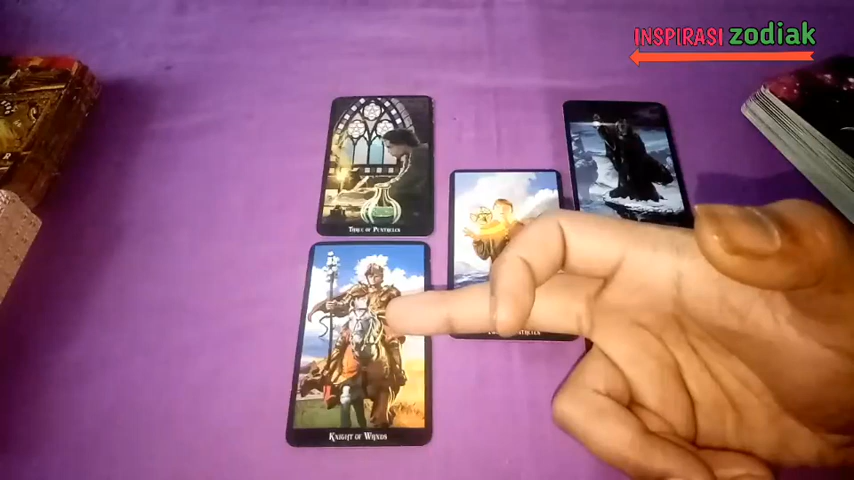 INSPIRASI zodiak
THREE OF PENTACLES
KNIGHT OF WANDS